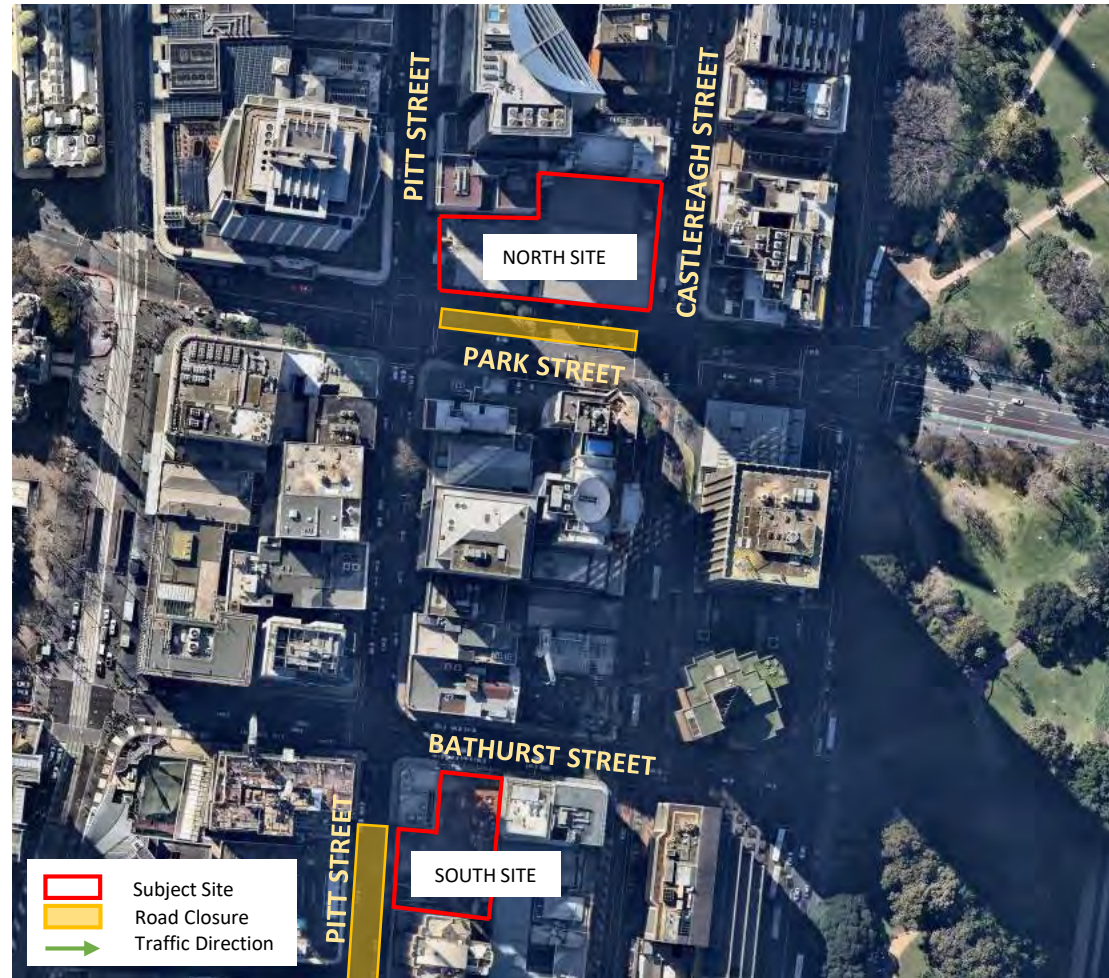 PITT STREET
CASTLEREAGH STREET
NORTH SITE
PARK STREET
BATHURST STREET
PITT STREET
SOUTH SITE
Subject Site
Road Closure
Traffic Direction